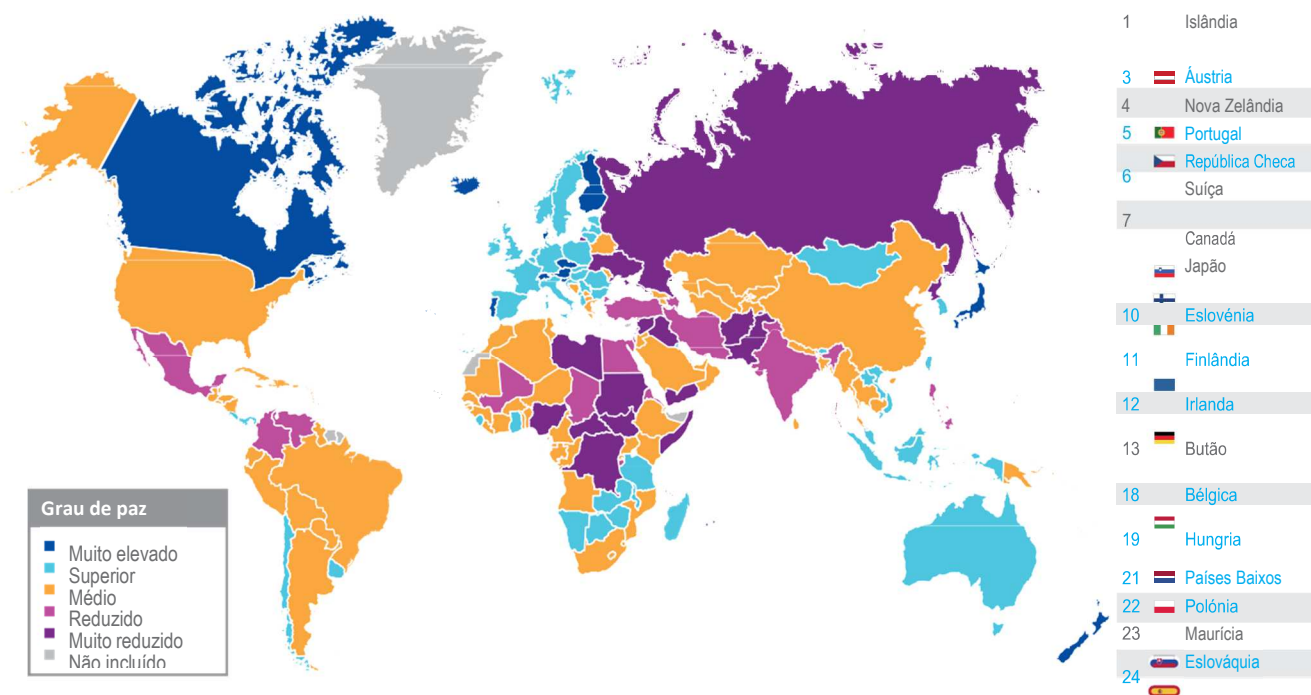 Grau de paz
Muito elevado
Superior
Médio
Reduzido
Muito reduzido
Não incluído
1 Islândia
3 Áustria
4 Nova Zelândia
5 Portugal
República Checa
6
Suíça
7
Canadá
Japão
10 Eslovénia
11 Finlândia
12 Irlanda
13 Butão
18 Bélgica
19 Hungria
21 Países Baixos
22 Polónia
23 Maurícia
Eslováquia
24